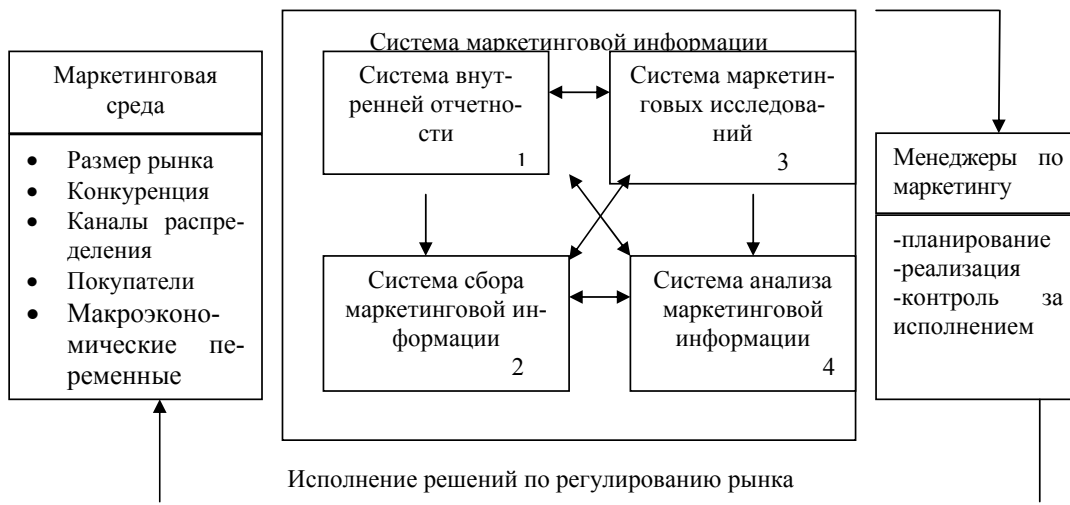 Маркетинговая
среда
• Размер рынка
• Конкуренция
• Каналы распре-
деления
• Покупатели
• Макроэконо-
мические пе-
ременные
Система маркетинговой информации
Система внут-
ренней отчетно-
сти
1
Система маркетин-
говых исследова-
ний
3
Система сбора
маркетинговой ин-
формации
2
Система анализа
маркетинговой
информации
4
Менеджеры по
маркетингу
-планирование
-реализация
-контроль за
исполнением
Исполнение решений по регулированию рынка